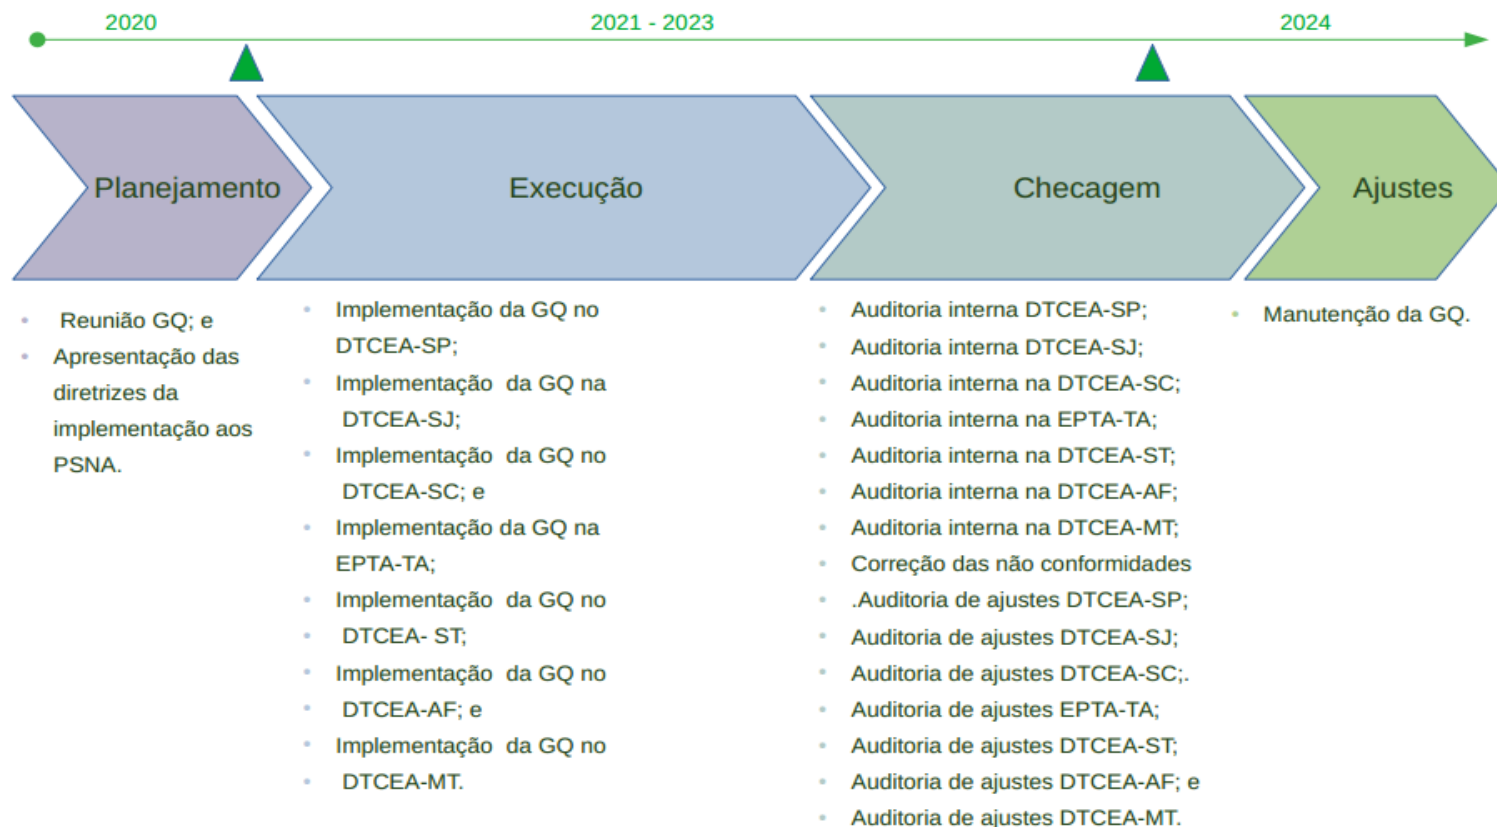 2020
2021 - 2023
2024
Planejamento
Execução
Checagem
Ajustes
• Reunião GQ; e
• Apresentação das
diretrizes da
implementação aos
PSNA.
• Implementação da GQ no
DTCEA-SP;
• Implementação da GQ na
DTCEA-SJ;
• Implementação da GQ no
• DTCEA-SC; e
• Implementação da GQ na
EPTA-TA;
• Implementação da GQ no
• DTCEA- ST;
• Implementação da GQ no
• DTCEA-AF; e
• Implementação da GQ no
• DTCEA-MT.
• Auditoria interna DTCEA-SP;
• Auditoria interna DTCEA-SJ;
• Auditoria interna na DTCEA-SC;
• Auditoria interna na EPTA-TA;
• Auditoria interna na DTCEA-ST;
• Auditoria interna na DTCEA-AF;
• Auditoria interna na DTCEA-MT;
• Correção das não conformidades
• .Auditoria de ajustes DTCEA-SP;
• Auditoria de ajustes DTCEA-SJ;
• Auditoria de ajustes DTCEA-SC;.
• Auditoria de ajustes EPTA-TA;
• Auditoria de ajustes DTCEA-ST;
• Auditoria de ajustes DTCEA-AF; e
• Auditoria de ajustes DTCEA-MT.
• Manutenção da GQ.